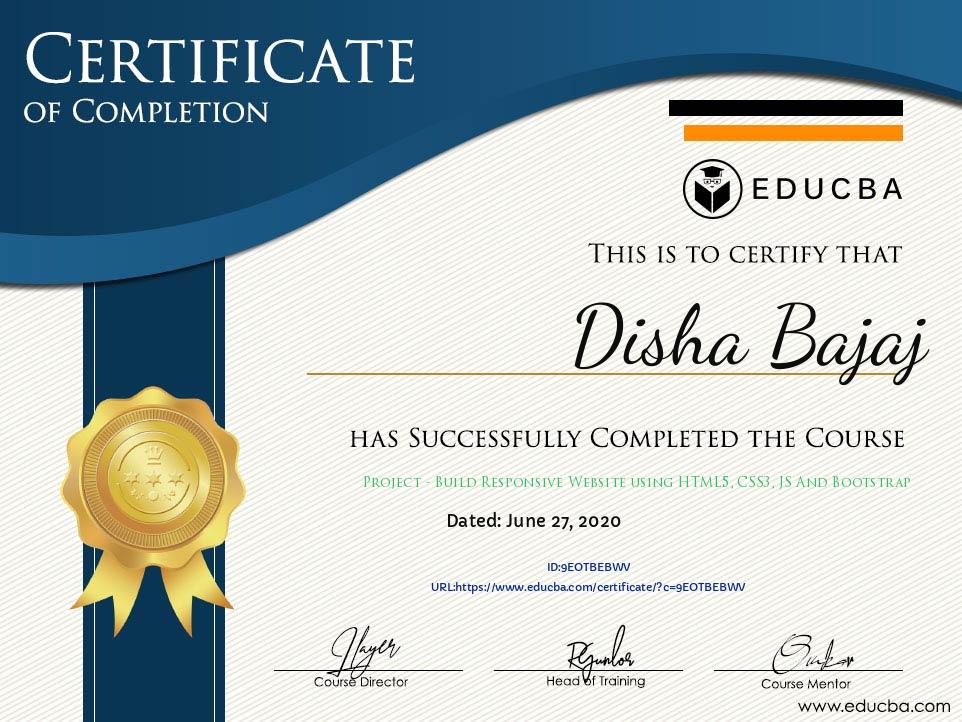 CERTIFICATE
OF COMPLETION
EDUCBA
THIS IS TO CERTIFY THAT
Disha Bajaj
HAS SUCCESSFULLY COMPLETED THE COURSE
PROJECT - BUILD RESPONSIVE WEBSITE USING HTML5, CSS3, JS AND BOOTSTRAP
Dated: June 27, 2020
ID:9EOTBEBWV
URL:https://www.educba.com/certificate/?c=9EOTBEBWV
Course Director
Head of Training
Course Mentor
www.educba.com